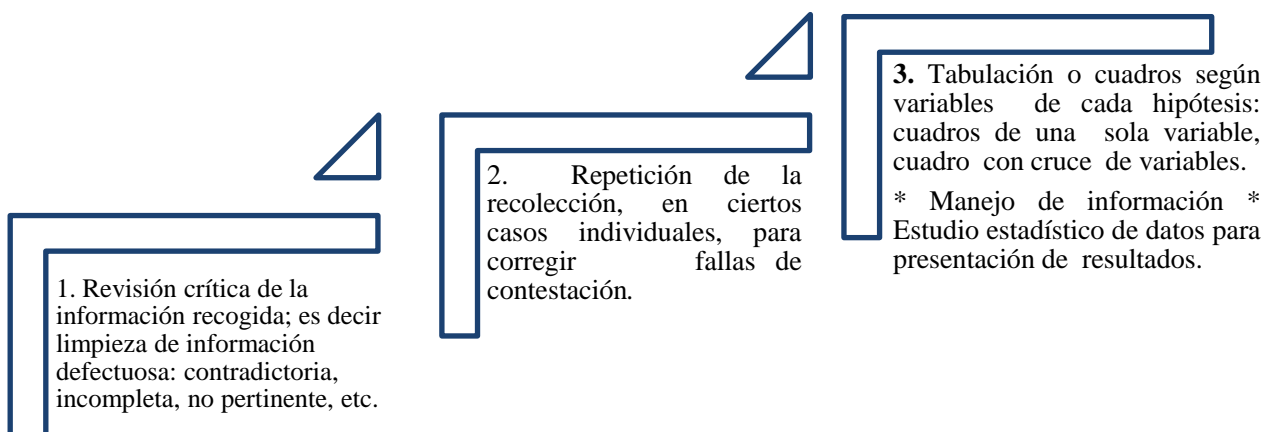 1. Revisión crítica de la
información recogida; es decir
limpieza de información
defectuosa: contradictoria,
incompleta, no pertinente, etc.
2. Repetición de la
recolección, en ciertos
casos individuales, para
corregir fallas de
contestación.
3. Tabulación o cuadros según
variables de cada hipótesis:
cuadros de una sola variable,
cuadro con cruce de variables.
* Manejo de información *
Estudio estadístico de datos para
presentación de resultados.